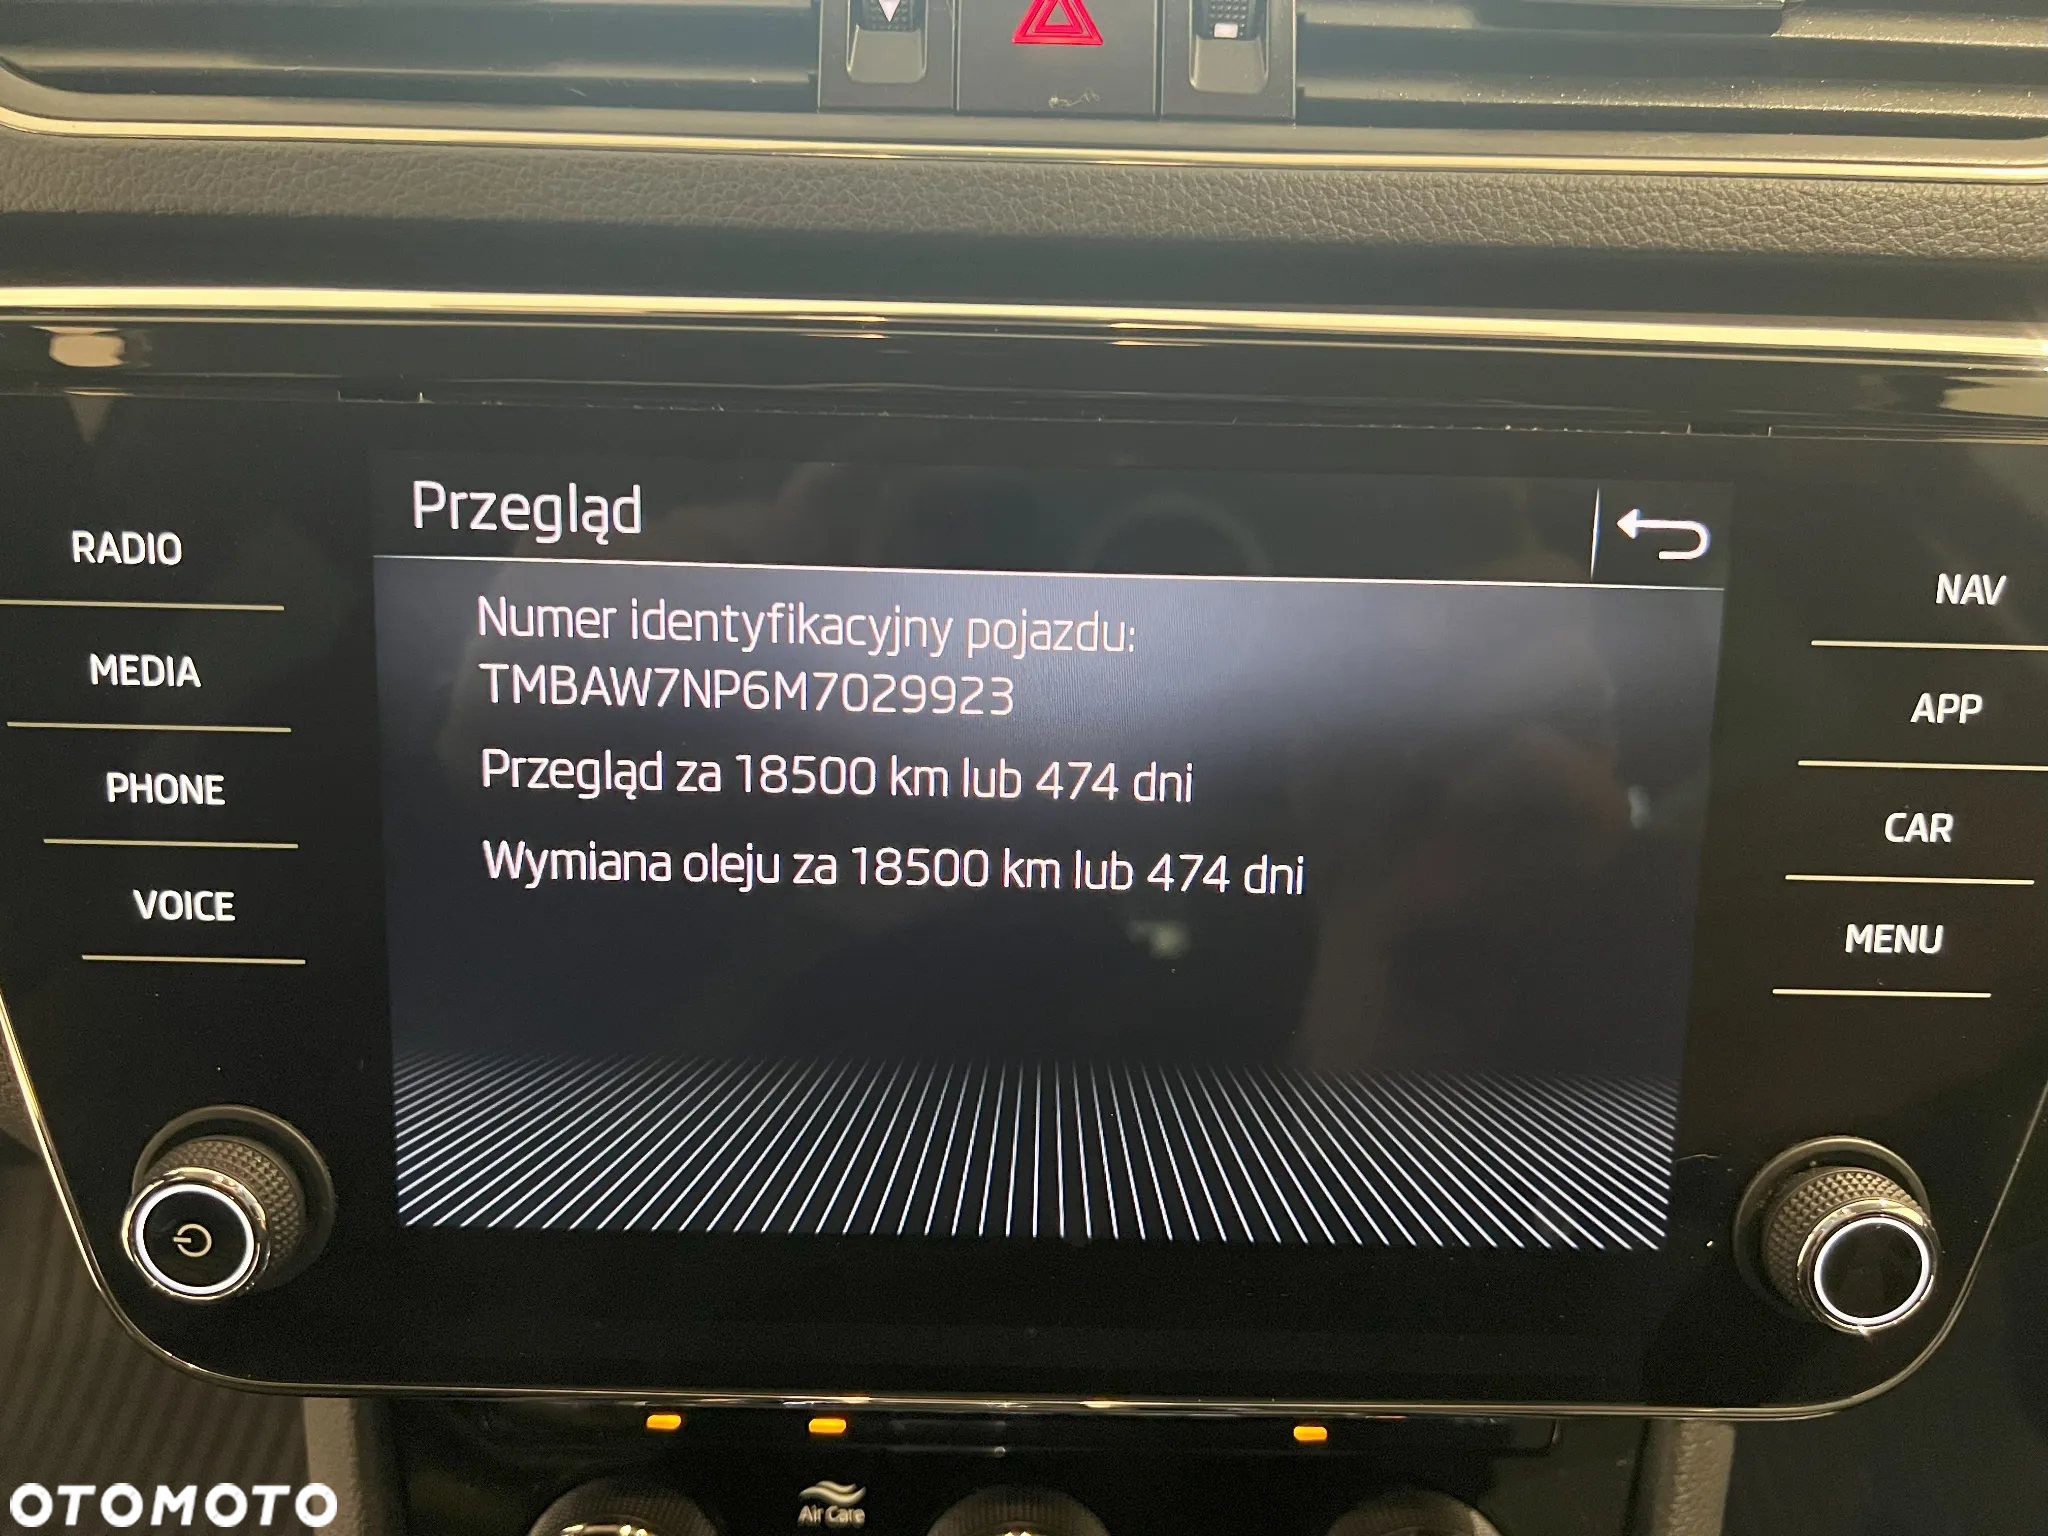 Przegląd
RADIO
MEDIA
PHONE
VOICE
Numer identyfikacyjny pojazdu:
TMBAW7NP6M7029923
Przegląd za 18500 km lub 474 dni
Wymiana oleju za 18500 km lub 474 dni
NAV
APP
CAR
MENU
Air Care
OTOMOTO